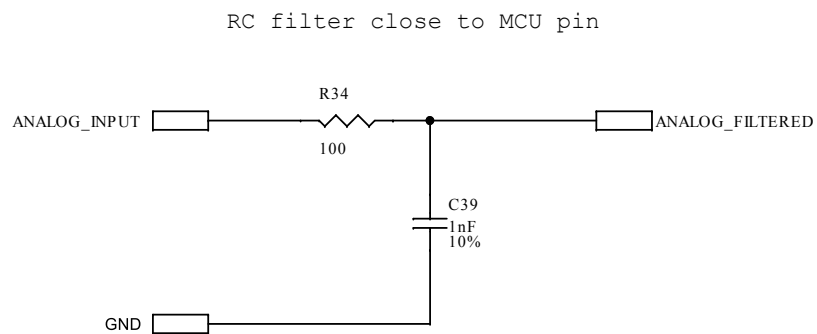 RC filter close to MCU pin
R34
ANALOG_INPUT
ANALOG_FILTERED
100
C39
1nF
10%
GND